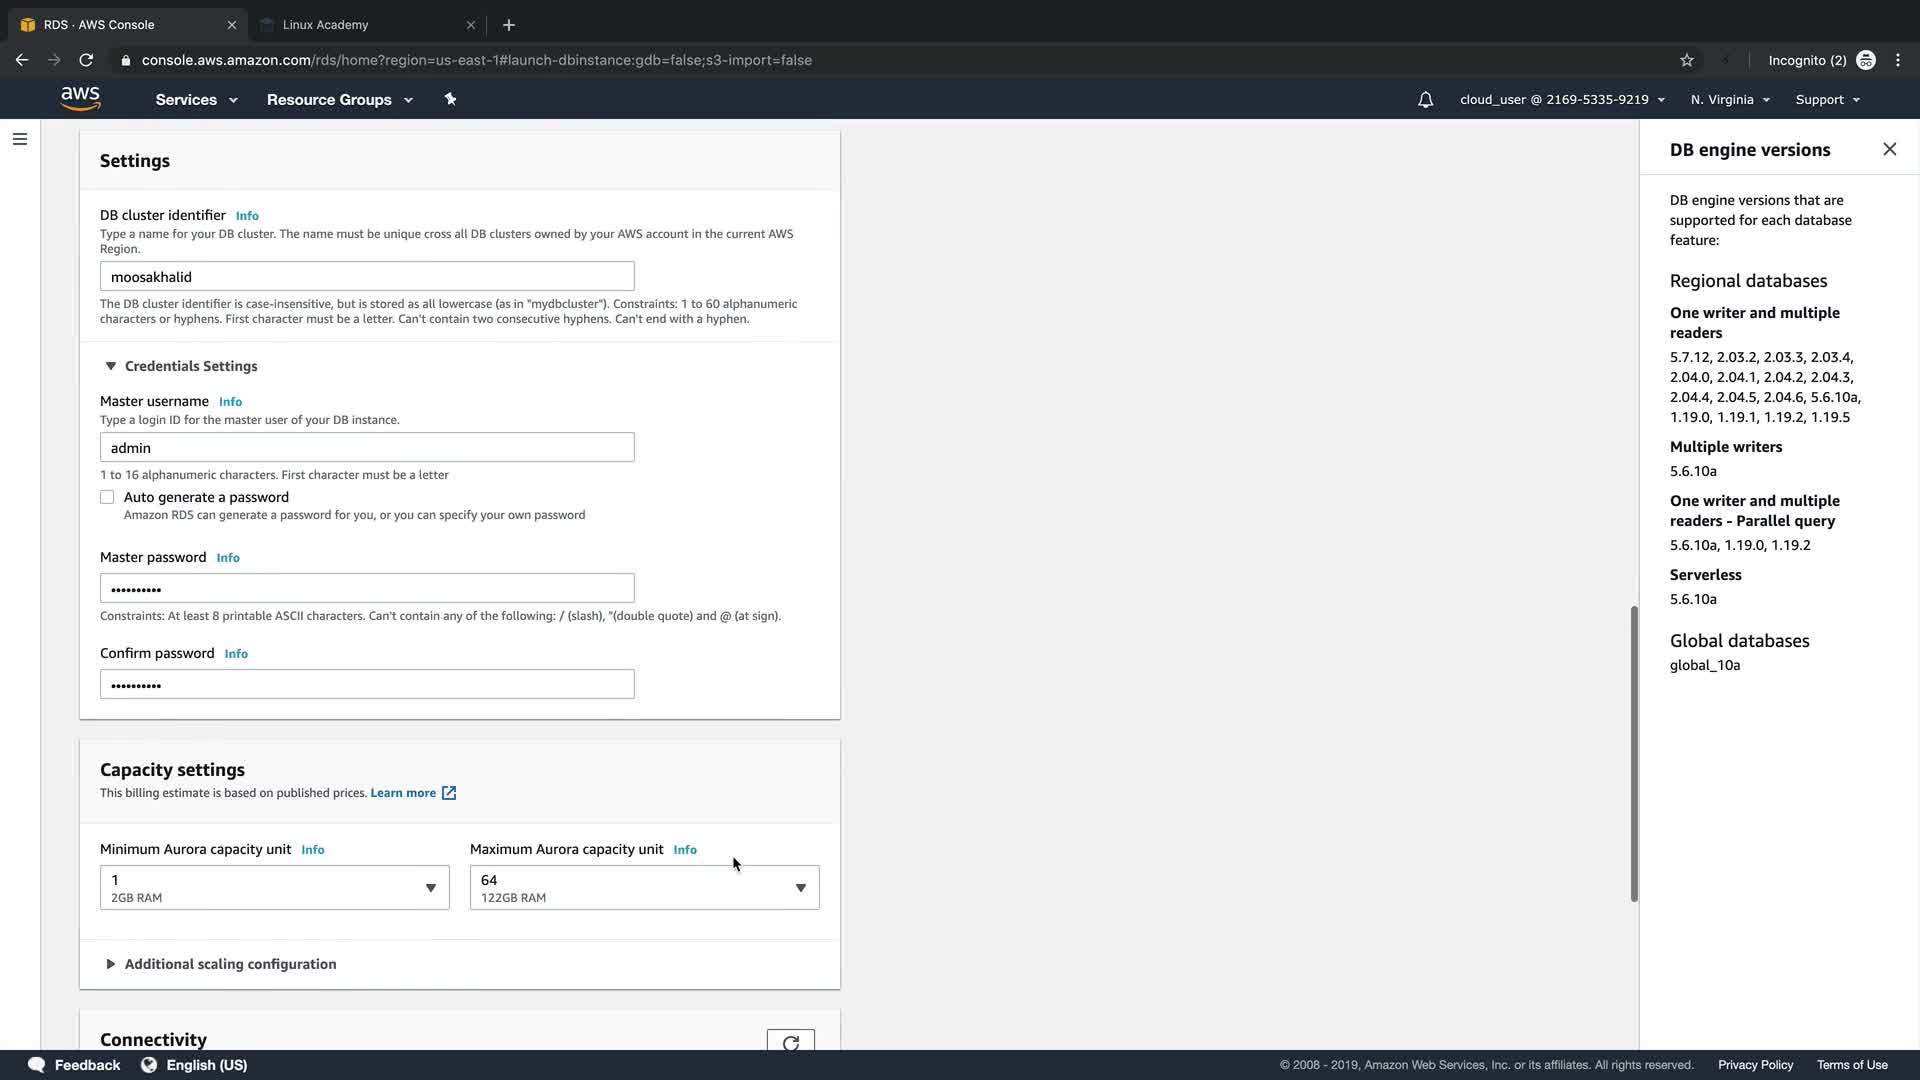 RDS · AWS Console
Linux Academy
console.aws.amazon.com/rds/home?region=us-east-1#launch-dbinstance:gdb=false;s3-import=false
Incognito (2)
aws
Services
Resource Groups
cloud_user @ 2169-5335-9219
N. Virginia
Support
Settings
DB cluster identifier Info
Type a name for your DB cluster. The name must be unique cross all DB clusters owned by your AWS account in the current AWS
Region.
moosakhalid
The DB cluster identifier is case-insensitive, but is stored as all lowercase (as in "mydbcluster"). Constraints: 1 to 60 alphanumeric
characters or hyphens. First character must be a letter. Can't contain two consecutive hyphens. Can't end with a hyphen.
Credentials Settings
Master username Info
Type a login ID for the master user of your DB instance.
admin
1 to 16 alphanumeric characters. First character must be a letter
Auto generate a password
Amazon RDS can generate a password for you, or you can specify your own password
Master password Info
••••••••••
Constraints: At least 8 printable ASCII characters. Can't contain any of the following: / (slash), "(double quote) and @ (at sign).
Confirm password Info
••••••••••
Capacity settings
This billing estimate is based on published prices. Learn more
Minimum Aurora capacity unit Info
1
2GB RAM
Maximum Aurora capacity unit Info
64
122GB RAM
Additional scaling configuration
Connectivity
DB engine versions
DB engine versions that are
supported for each database
feature:
Regional databases
One writer and multiple
readers
5.7.12, 2.03.2, 2.03.3, 2.03.4,
2.04.0, 2.04.1, 2.04.2, 2.04.3,
2.04.4, 2.04.5, 2.04.6, 5.6.10a,
1.19.0, 1.19.1, 1.19.2, 1.19.5
Multiple writers
5.6.10a
One writer and multiple
readers - Parallel query
5.6.10a, 1.19.0, 1.19.2
Serverless
5.6.10a
Global databases
global_10a
Feedback
English (US)
© 2008 - 2019, Amazon Web Services, Inc. or its affiliates. All rights reserved.
Privacy Policy
Terms of Use